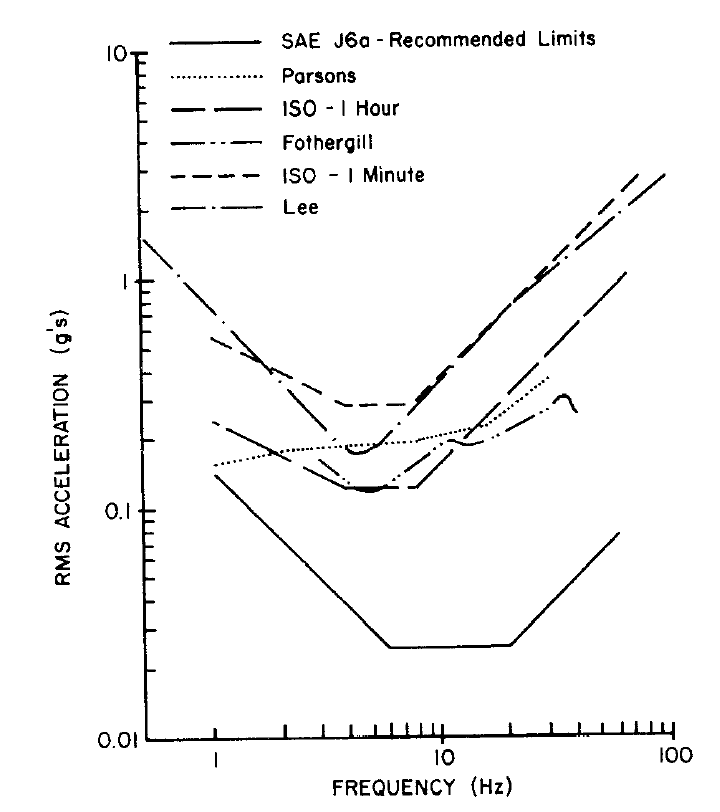 SAE J6a - Recommended Limits
Parsons
ISO - 1 Hour
Fothergill
ISO - 1 Minute
Lee
10
1
0.1
0.01
RMS ACCELERATION (g's)
1
10
100
FREQUENCY (Hz)